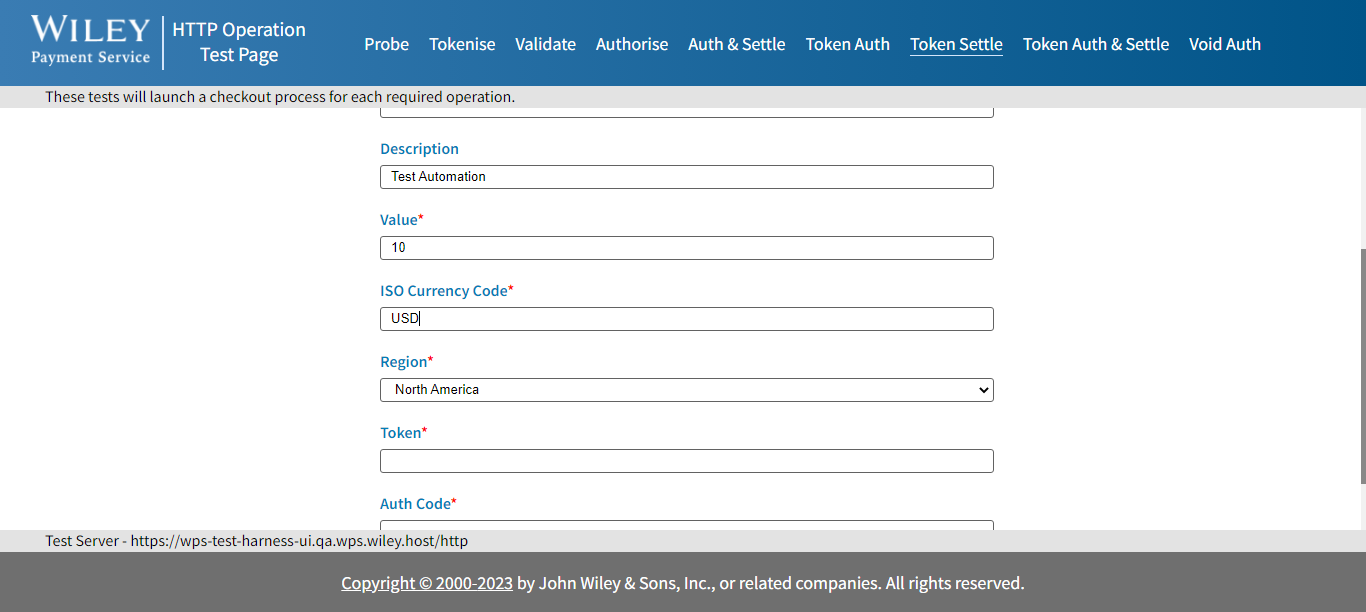 WILEY
Payment Service
HTTP Operation
Test Page
Probe Tokenise Validate Authorise Auth & Settle Token Auth Token Settle Token Auth & Settle Void Auth
These tests will launch a checkout process for each required operation.
Description
Test Automation
Value*
10
ISO Currency Code*
USD
Region*
North America
Token*
Auth Code*
Test Server - https://wps-test-harness-ui.qa.wps.wiley.host/http
Copyright © 2000-2023 by John Wiley & Sons, Inc., or related companies. All rights reserved.